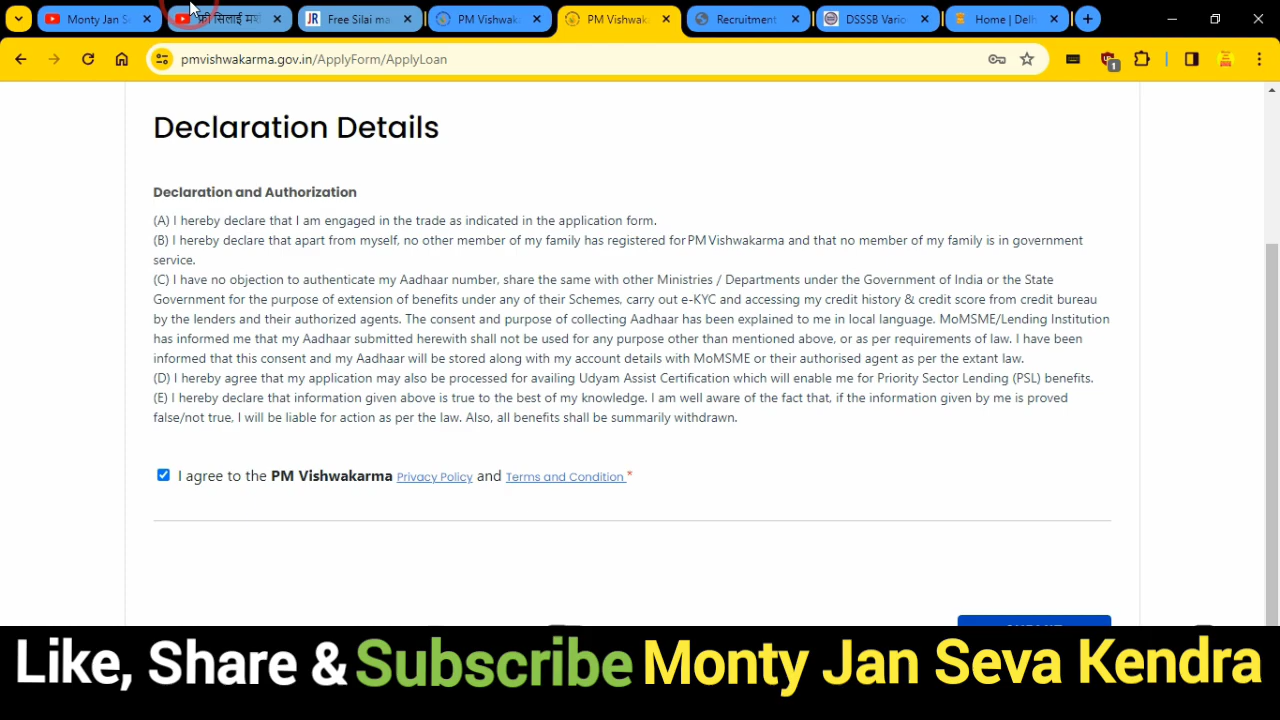 Monty Jan S
फ्री सिलाई मशी
JR Free Silai ma
PM Vishwaka
PM Vishwaka
Recruitment
DSSSB Vario
Home | Delh
pmvishwakarma.gov.in/ApplyForm/ApplyLoan
1
Declaration Details
Declaration and Authorization
(A) I hereby declare that I am engaged in the trade as indicated in the application form.
(B) I hereby declare that apart from myself, no other member of my family has registered for PM Vishwakarma and that no member of my family is in government
service.
(C) I have no objection to authenticate my Aadhaar number, share the same with other Ministries / Departments under the Government of India or the State
Government for the purpose of extension of benefits under any of their Schemes, carry out e-KYC and accessing my credit history & credit score from credit bureau
by the lenders and their authorized agents. The consent and purpose of collecting Aadhaar has been explained to me in local language. MoMSME/Lending Institution
has informed me that my Aadhaar submitted herewith shall not be used for any purpose other than mentioned above, or as per requirements of law. I have been
informed that this consent and my Aadhaar will be stored along with my account details with MoMSME or their authorised agent as per the extant law.
(D) I hereby agree that my application may also be processed for availing Udyam Assist Certification which will enable me for Priority Sector Lending (PSL) benefits.
(E) I hereby declare that information given above is true to the best of my knowledge. I am well aware of the fact that, if the information given by me is proved
false/not true, I will be liable for action as per the law. Also, all benefits shall be summarily withdrawn.
I agree to the PM Vishwakarma Privacy Policy and Terms and Condition *
Like, Share & Subscribe Monty Jan Seva Kendra